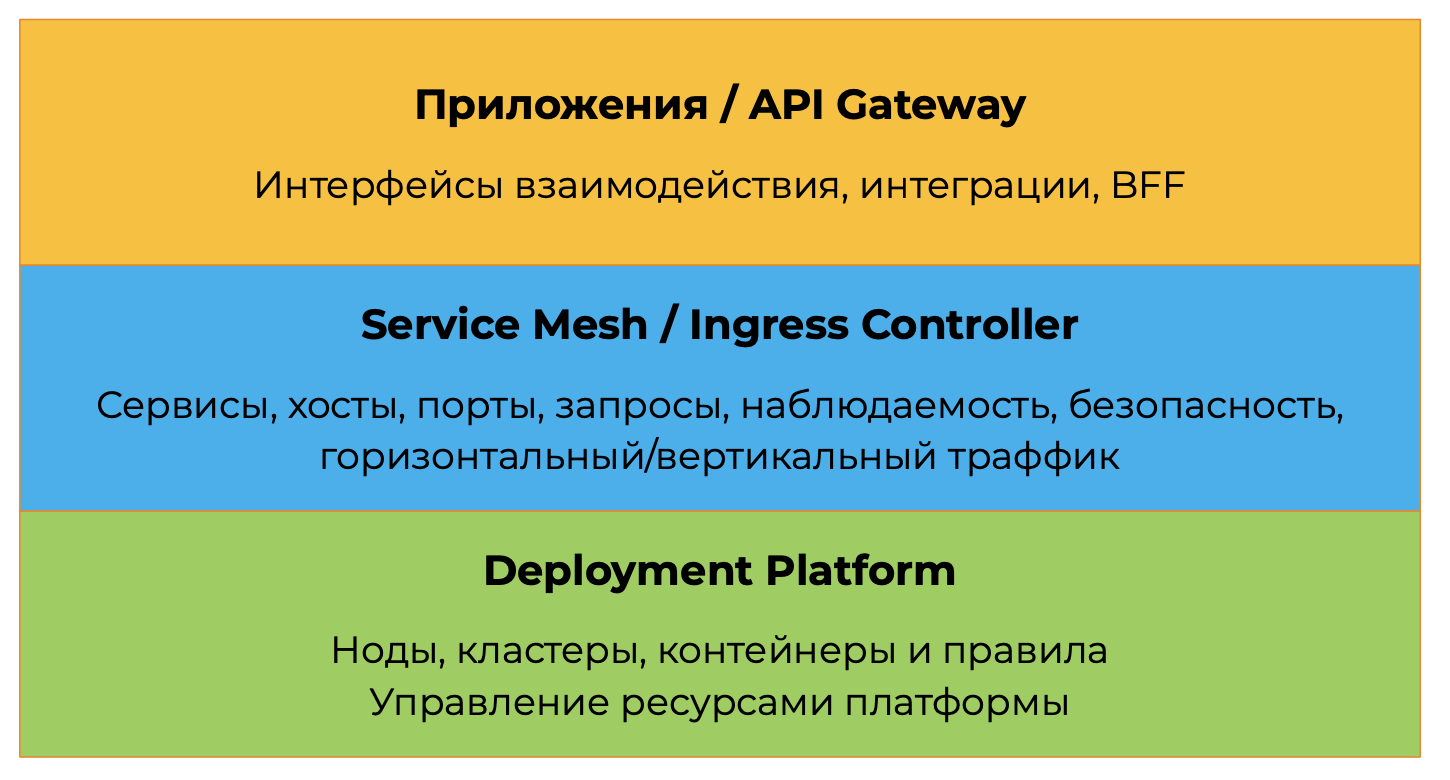 Приложения / API Gateway
Интерфейсы взаимодействия, интеграции, BFF
Service Mesh / Ingress Controller
Сервисы, хосты, порты, запросы, наблюдаемость, безопасность,
горизонтальный/вертикальный траффик
Deployment Platform
Ноды, кластеры, контейнеры и правила
Управление ресурсами платформы